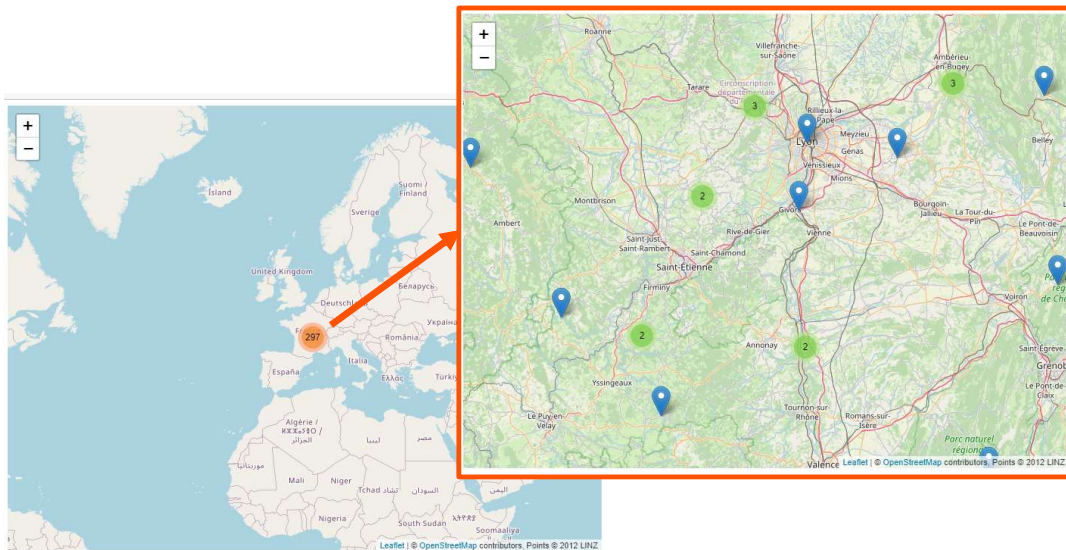 +
−
Ísland
Suomi /
Finland
Sverige
United Kingdom
Deutschland
Беларусь
Україна
297
România
Italia
España
Ελλάς
Algérie /
ⵍⵣⵣⴰⵢⴻⵔ /
الجزائر
ليبيا
مصر
موريتانيا
Mali
Niger
Tchad تشاد
السودان
اليمن
Nigeria
South Sudan
Soomaaliya
Leaflet | © OpenStreetMap contributors, Points © 2012 LINZ
+
−
Roanne
Villefranche-
sur-Saône
Ambérieu-
en-Bugey
3
Tarare
Circonscription
départementale
du
3
Rillieux-la-
Pape
Meyzieu
Lyon
Genas
Belley
Vénissieux
Mions
2
Montbrison
Ambert
Givors
Bourgoin-
Jallieu
La Tour-du-
Pin
Rive-de-Gier
Vienne
Le Pont-de-
Beauvoisin
Saint-Just-
Saint-Rambert
Saint-Chamond
Saint-Étienne
Firminy
Voiron
de Ch
2
Annonay
2
Saint-Égrève
Grenob
Yssingeaux
Le Pont-de-
Claix
Le Puy-en-
Velay
Tournon-sur-
Rhône
Romans-sur-
Isère
Parc naturel
région
Valence
Leaflet | © OpenStreetMap contributors, Points © 2012 LINZ